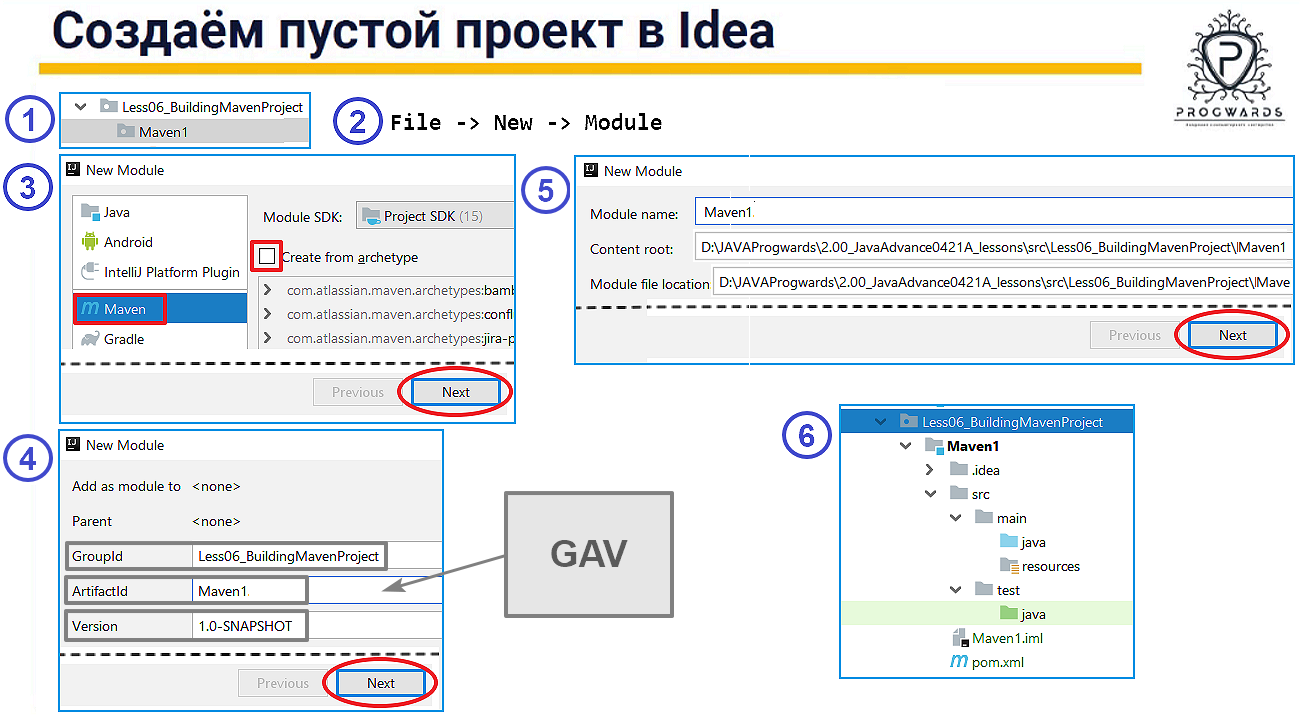 Создаём пустой проект в Idea
PROGWARDS
1
Less06_BuildingMavenProject
Maven1
2
File -> New -> Module
3
New Module
Java
Android
IntelliJ Platform Plugin
Maven
Gradle
Module SDK:
Project SDK (15)
Create from archetype
com.atlassian.maven.archetypes:bamb
com.atlassian.maven.archetypes:confl
com.atlassian.maven.archetypes:jira-p
Previous
Next
4
New Module
Add as module to <none>
Parent <none>
GroupId Less06_BuildingMavenProject
ArtifactId Maven1
Version 1.0-SNAPSHOT
Previous
Next
GAV
5
New Module
Module name: Maven1
Content root: D:\JAVAProgwards\2.00_JavaAdvance0421A_lessons\src\Less06_BuildingMavenProject\Maven1
Module file location D:\JAVAProgwards\2.00_JavaAdvance0421A_lessons\src\Less06_BuildingMavenProject\Mave
Previous
Next
6
Less06_BuildingMavenProject
Maven1
.idea
src
main
java
resources
test
java
Maven1.iml
pom.xml